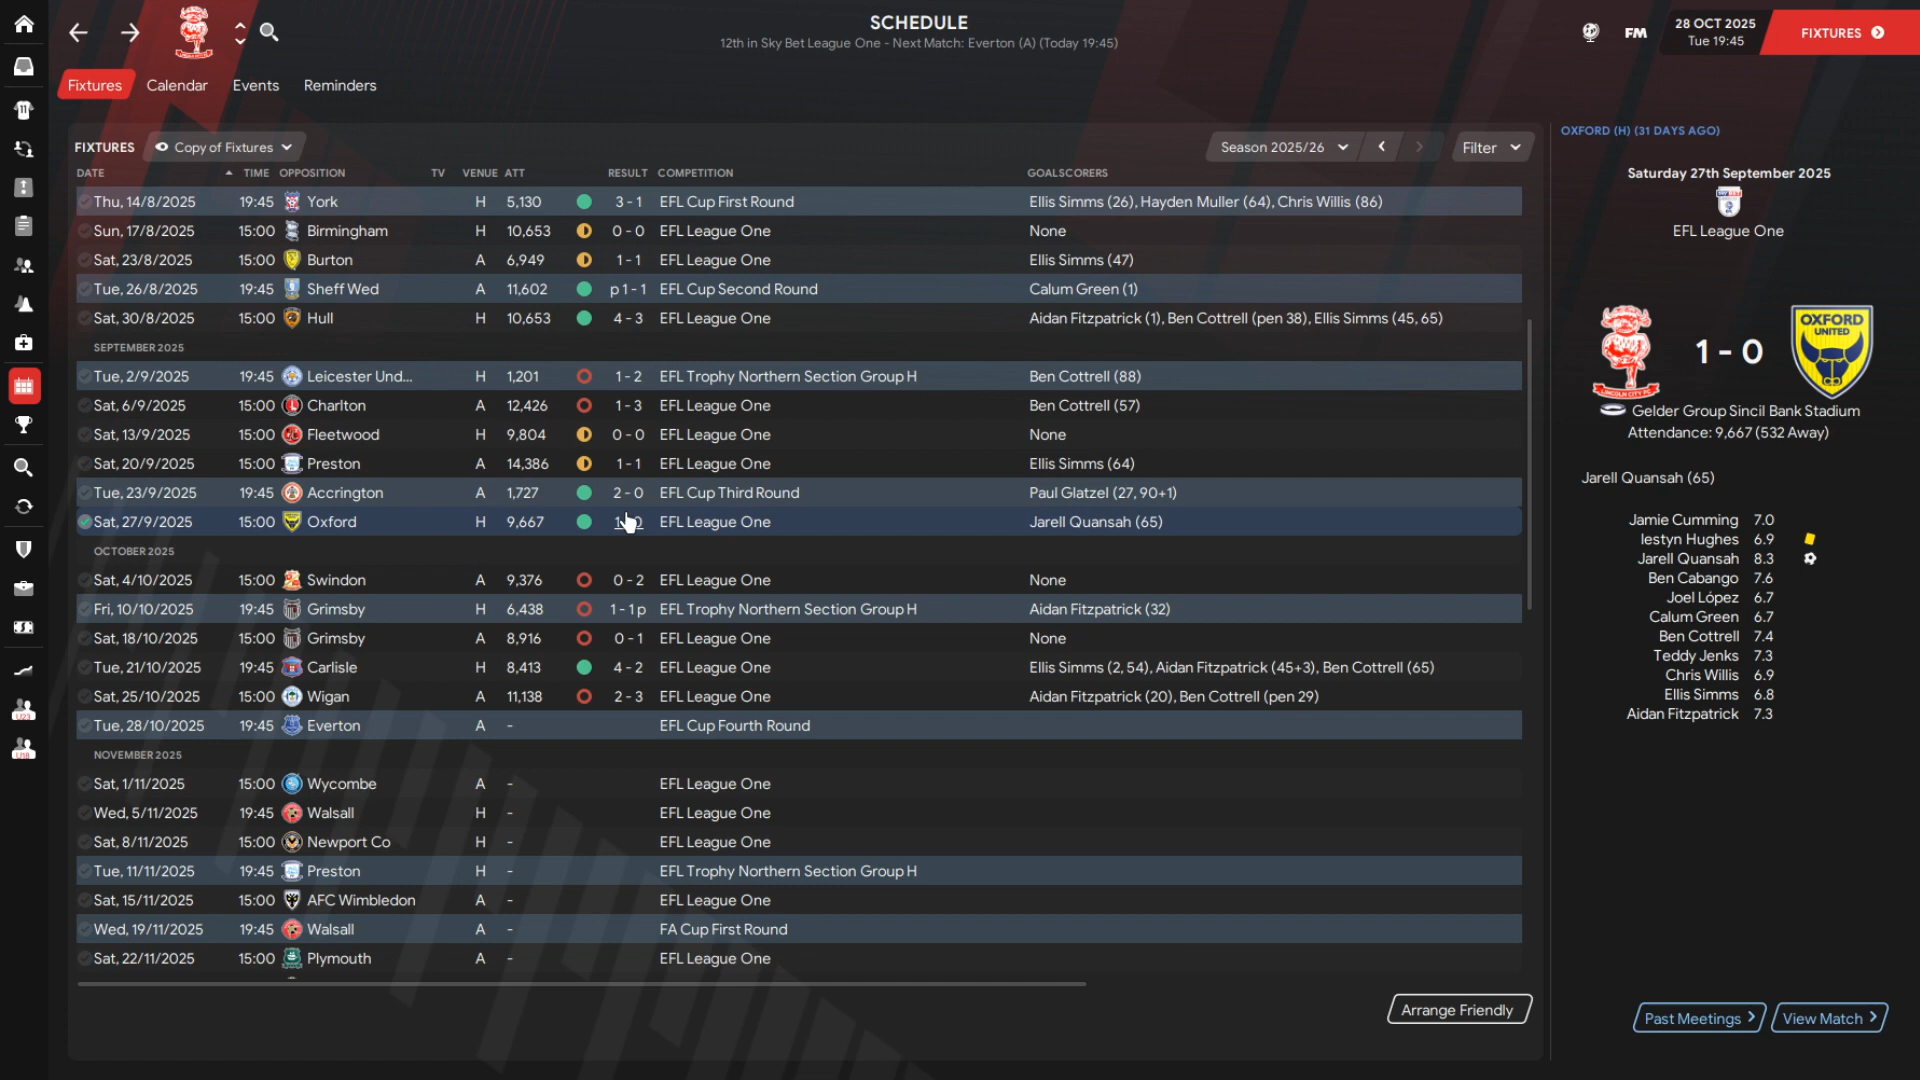 SCHEDULE
12th in Sky Bet League One - Next Match: Everton (A) (Today 19:45)
FM
28 OCT 2025
Tue 19:45
FIXTURES
Fixtures Calendar Events Reminders
FIXTURES Copy of Fixtures Season 2025/26 Filter
DATE TIME OPPOSITION TV VENUE ATT RESULT COMPETITION GOALSCORERS
Thu, 14/8/2025 19:45 York H 5,130 3 - 1 EFL Cup First Round Ellis Simms (26), Hayden Muller (64), Chris Willis (86)
Sun, 17/8/2025 15:00 Birmingham H 10,653 0 - 0 EFL League One None
Sat, 23/8/2025 15:00 Burton A 6,949 1 - 1 EFL League One Ellis Simms (47)
Tue, 26/8/2025 19:45 Sheff Wed A 11,602 p 1 - 1 EFL Cup Second Round Calum Green (1)
Sat, 30/8/2025 15:00 Hull H 10,653 4 - 3 EFL League One Aidan Fitzpatrick (1), Ben Cottrell (pen 38), Ellis Simms (45, 65)
SEPTEMBER 2025
Tue, 2/9/2025 19:45 Leicester Und... H 1,201 1 - 2 EFL Trophy Northern Section Group H Ben Cottrell (88)
Sat, 6/9/2025 15:00 Charlton A 12,426 1 - 3 EFL League One Ben Cottrell (57)
Sat, 13/9/2025 15:00 Fleetwood H 9,804 0 - 0 EFL League One None
Sat, 20/9/2025 15:00 Preston A 14,386 1 - 1 EFL League One Ellis Simms (64)
Tue, 23/9/2025 19:45 Accrington A 1,727 2 - 0 EFL Cup Third Round Paul Glatzel (27, 90+1)
Sat, 27/9/2025 15:00 Oxford H 9,667 EFL League One Jarell Quansah (65)
OCTOBER 2025
Sat, 4/10/2025 15:00 Swindon A 9,376 0 - 2 EFL League One None
Fri, 10/10/2025 19:45 Grimsby H 6,438 1 - 1 p EFL Trophy Northern Section Group H Aidan Fitzpatrick (32)
Sat, 18/10/2025 15:00 Grimsby A 8,916 0 - 1 EFL League One None
Tue, 21/10/2025 19:45 Carlisle H 8,413 4 - 2 EFL League One Ellis Simms (2, 54), Aidan Fitzpatrick (45+3), Ben Cottrell (65)
Sat, 25/10/2025 15:00 Wigan A 11,138 2 - 3 EFL League One Aidan Fitzpatrick (20), Ben Cottrell (pen 29)
Tue, 28/10/2025 19:45 Everton A - EFL Cup Fourth Round
NOVEMBER 2025
Sat, 1/11/2025 15:00 Wycombe A - EFL League One
Wed, 5/11/2025 19:45 Walsall H - EFL League One
Sat, 8/11/2025 15:00 Newport Co H - EFL League One
Tue, 11/11/2025 19:45 Preston H - EFL Trophy Northern Section Group H
Sat, 15/11/2025 15:00 AFC Wimbledon A - EFL League One
Wed, 19/11/2025 19:45 Walsall A - FA Cup First Round
Sat, 22/11/2025 15:00 Plymouth A - EFL League One
Arrange Friendly
OXFORD (H) (31 DAYS AGO)
Saturday 27th September 2025
EFL League One
LINCOLN CITY FC
1 - 0
OXFORD
UNITED
Gelder Group Sincil Bank Stadium
Attendance: 9,667 (532 Away)
Jarell Quansah (65)
Jamie Cumming 7.0
Iestyn Hughes 6.9
Jarell Quansah 8.3
Ben Cabango 7.6
Joel López 6.7
Calum Green 6.7
Ben Cottrell 7.4
Teddy Jenks 7.3
Chris Willis 6.9
Ellis Simms 6.8
Aidan Fitzpatrick 7.3
Past Meetings View Match
U23
U18